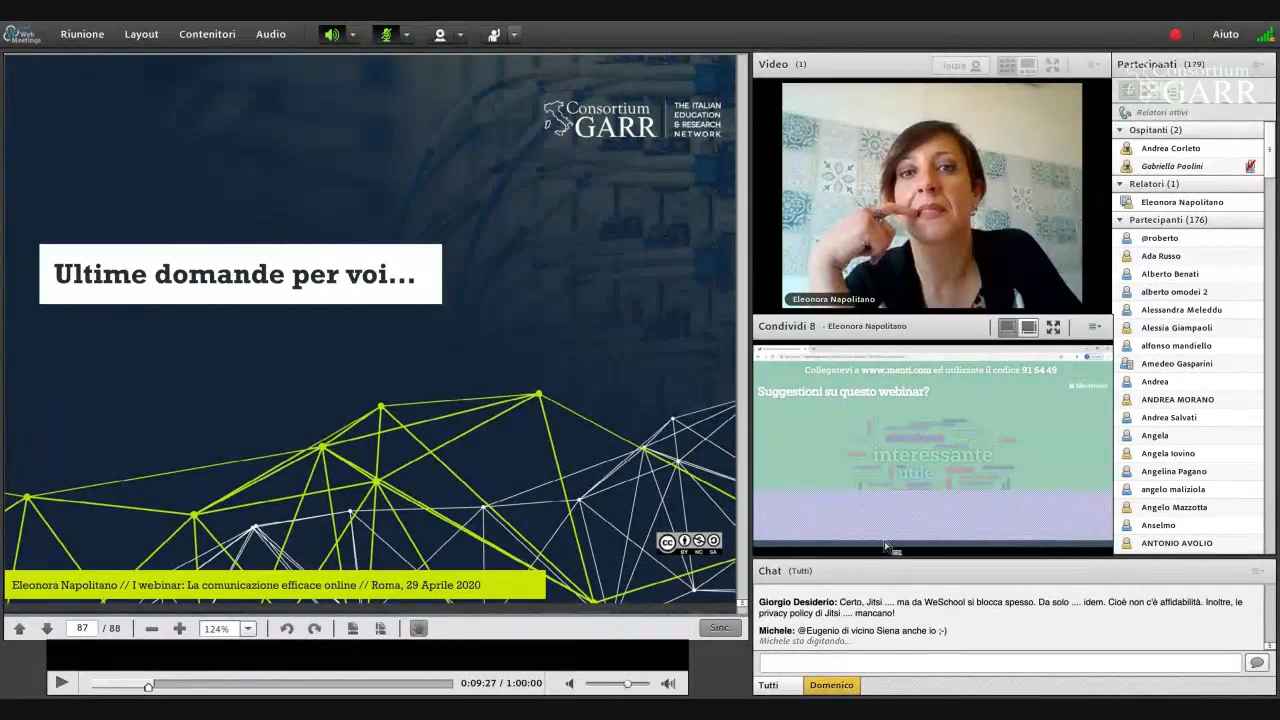 Web
Meetings
Riunione Layout Contenitori Audio
Aiuto
Consortium
GARR
THE ITALIAN
EDUCATION
& RESEARCH
NETWORK
Ultime domande per voi...
CC BY NC SA
Eleonora Napolitano // I webinar: La comunicazione efficace online // Roma, 29 Aprile 2020
87 / 88
124%
Sinc.
0:09:27 / 1:00:00
Video (1)
Inizia
Eleonora Napolitano
Condividi 8 - Eleonora Napolitano
Collegatevi a www.menti.com ed utilizzate il codice 91 64 49
Mentimeter
Suggestioni su questo webinar?
interessante
utile
Partecipanti (179)
Consortium
GARR
Relatori attivi
Ospitanti (2)
Andrea Corleto
Gabriella Paolini
Relatori (1)
Eleonora Napolitano
Partecipanti (176)
@roberto
Ada Russo
Alberto Benati
alberto omodei 2
Alessandra Meleddu
Alessia Giampaoli
alfonso mandiello
Amedeo Gasparini
Andrea
ANDREA MORANO
Andrea Salvati
Angela
Angela Iovino
Angelina Pagano
angelo maliziola
Angelo Mazzotta
Anselmo
ANTONIO AVOLIO
Chat (Tutti)
Giorgio Desiderio: Certo, Jitsi .... ma da WeSchool si blocca spesso. Da solo .... idem. Cioè non c'è affidabilità. Inoltre, le
privacy policy di Jitsi .... mancano!
Michele: @Eugenio di vicino Siena anche io ;-)
Michele sta digitando...
Tutti Domenico